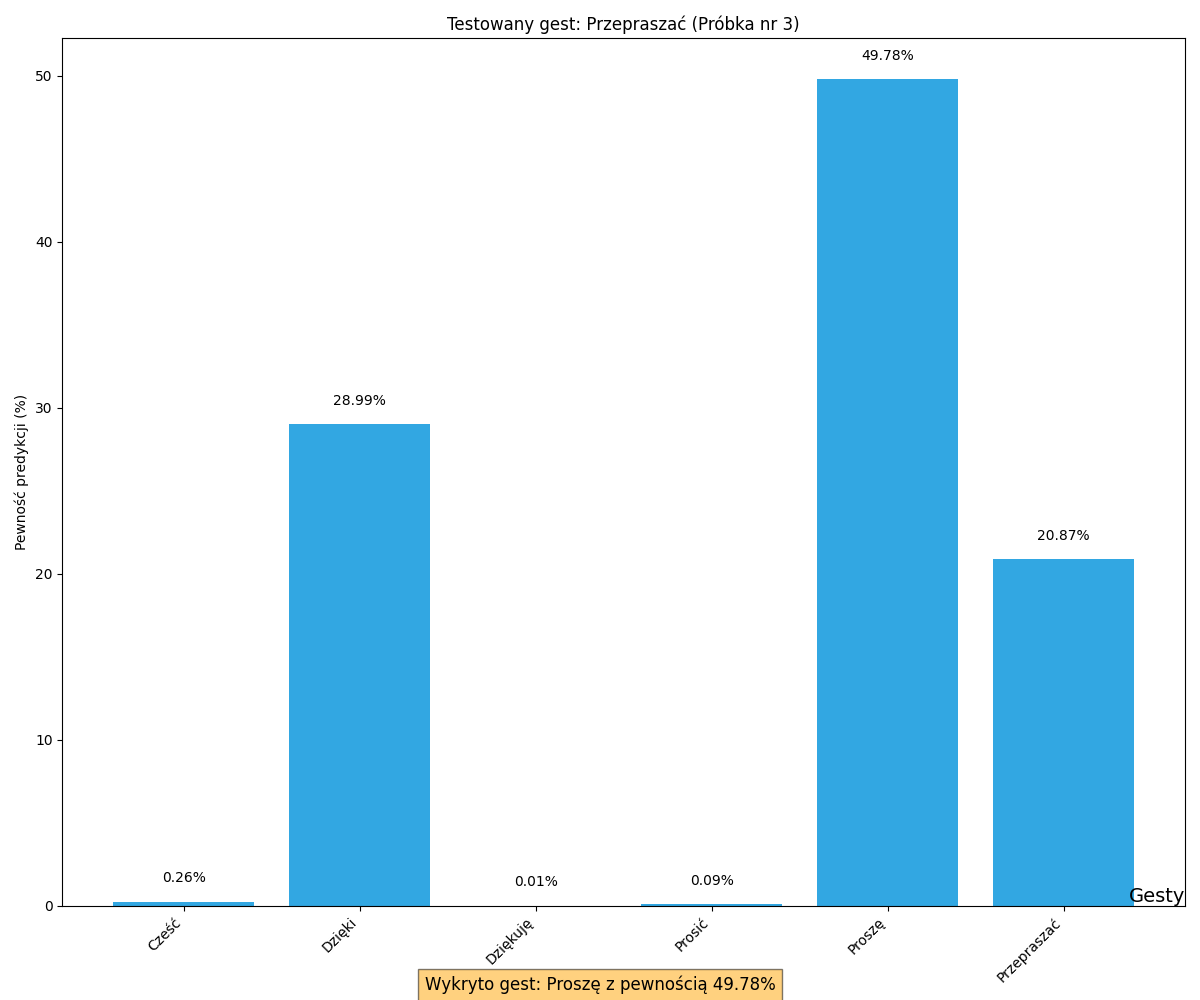 Testowany gest: Przepraszać (Próbka nr 3)
Pewność predykcji (%)
50
40
30
20
10
0
0.26%
28.99%
0.01%
0.09%
49.78%
20.87%
Cześć
Dzięki
Dziękuję
Prosić
Proszę
Przepraszać
Gesty
Wykryto gest: Proszę z pewnością 49.78%